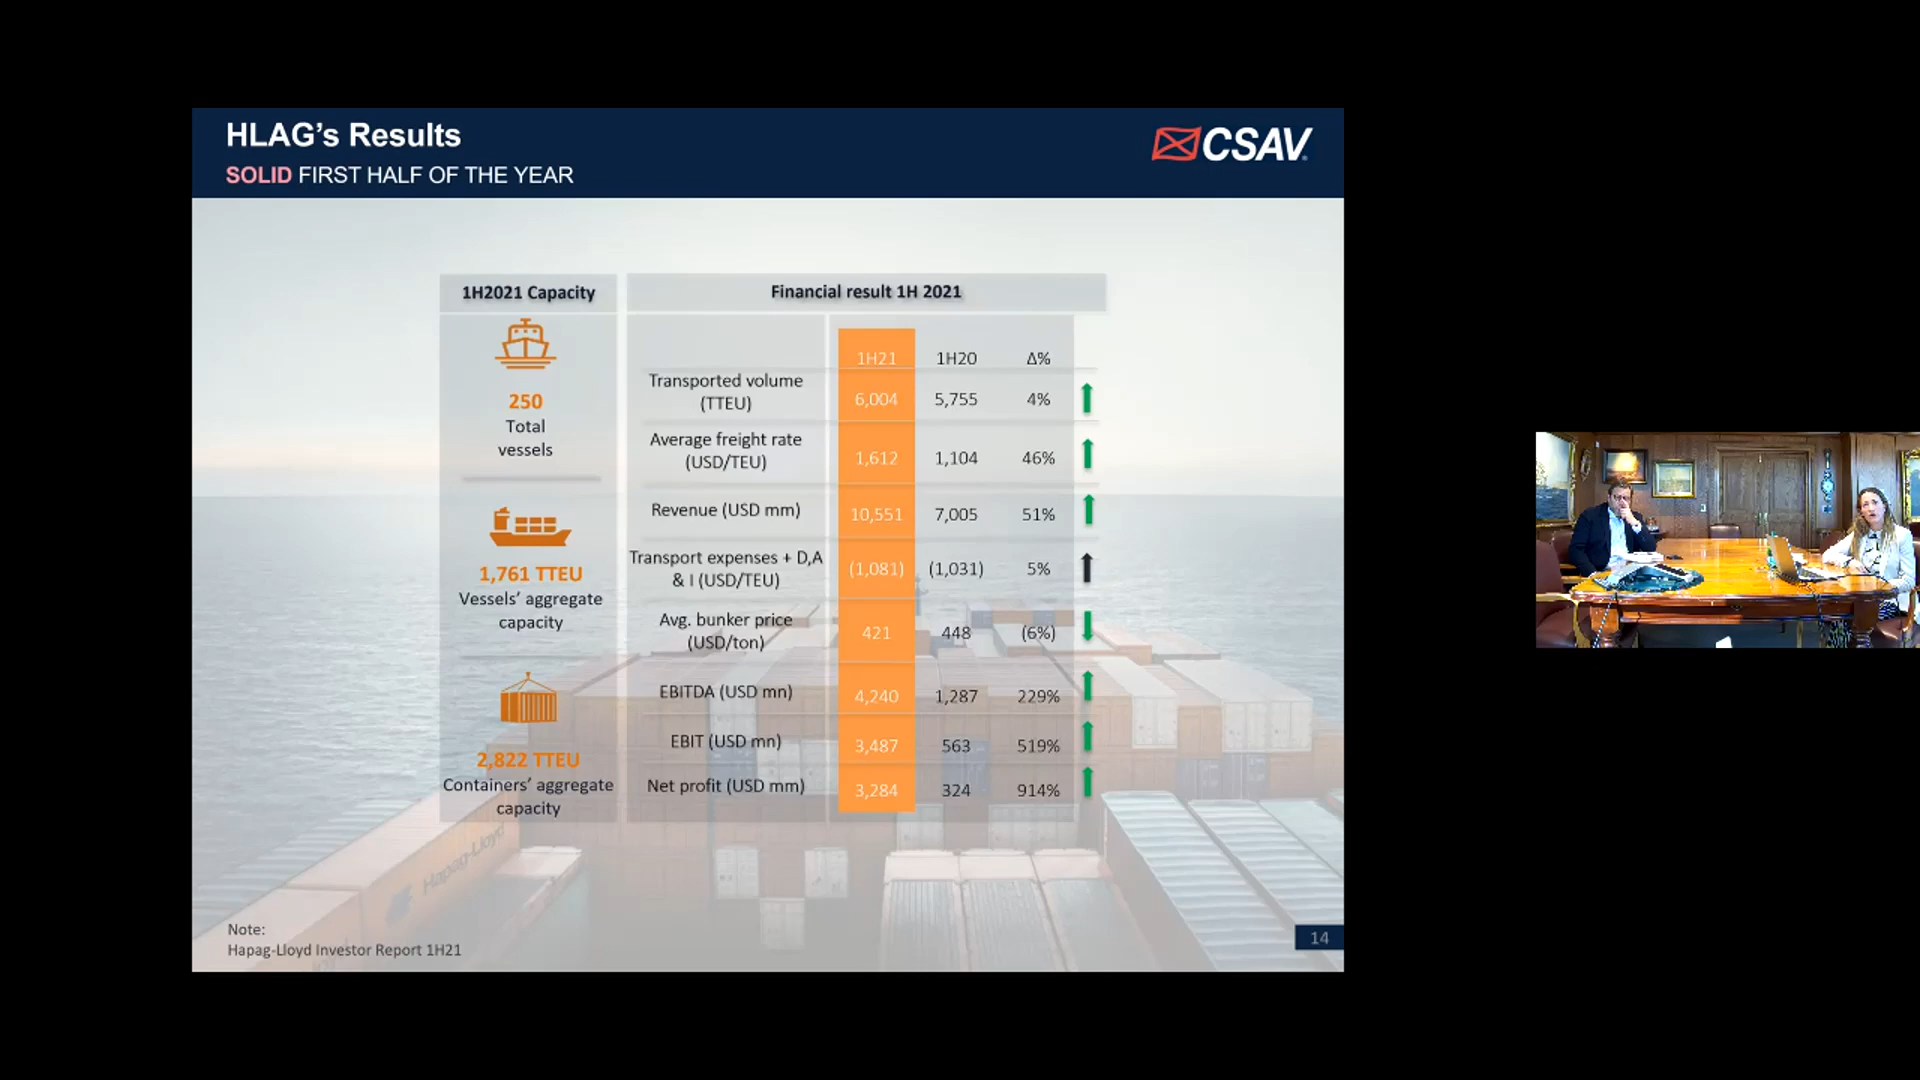 HLAG's Results
SOLID FIRST HALF OF THE YEAR
CSAV
1H2021 Capacity
250
Total
vessels
1,761 TTEU
Vessels' aggregate
capacity
2,822 TTEU
Containers' aggregate
capacity
Financial result 1H 2021
1H21 1H20 Δ%
Transported volume
(TTEU) 6,004 5,755 4%
Average freight rate
(USD/TEU) 1,612 1,104 46%
Revenue (USD mm) 10,551 7,005 51%
Transport expenses + D,A
& I (USD/TEU) (1,081) (1,031) 5%
Avg. bunker price
(USD/ton) 421 448 (6%)
EBITDA (USD mn) 4,240 1,287 229%
EBIT (USD mn) 3,487 563 519%
Net profit (USD mm) 3,284 324 914%
Hapag-Lloyd
Note:
Hapag-Lloyd Investor Report 1H21
14